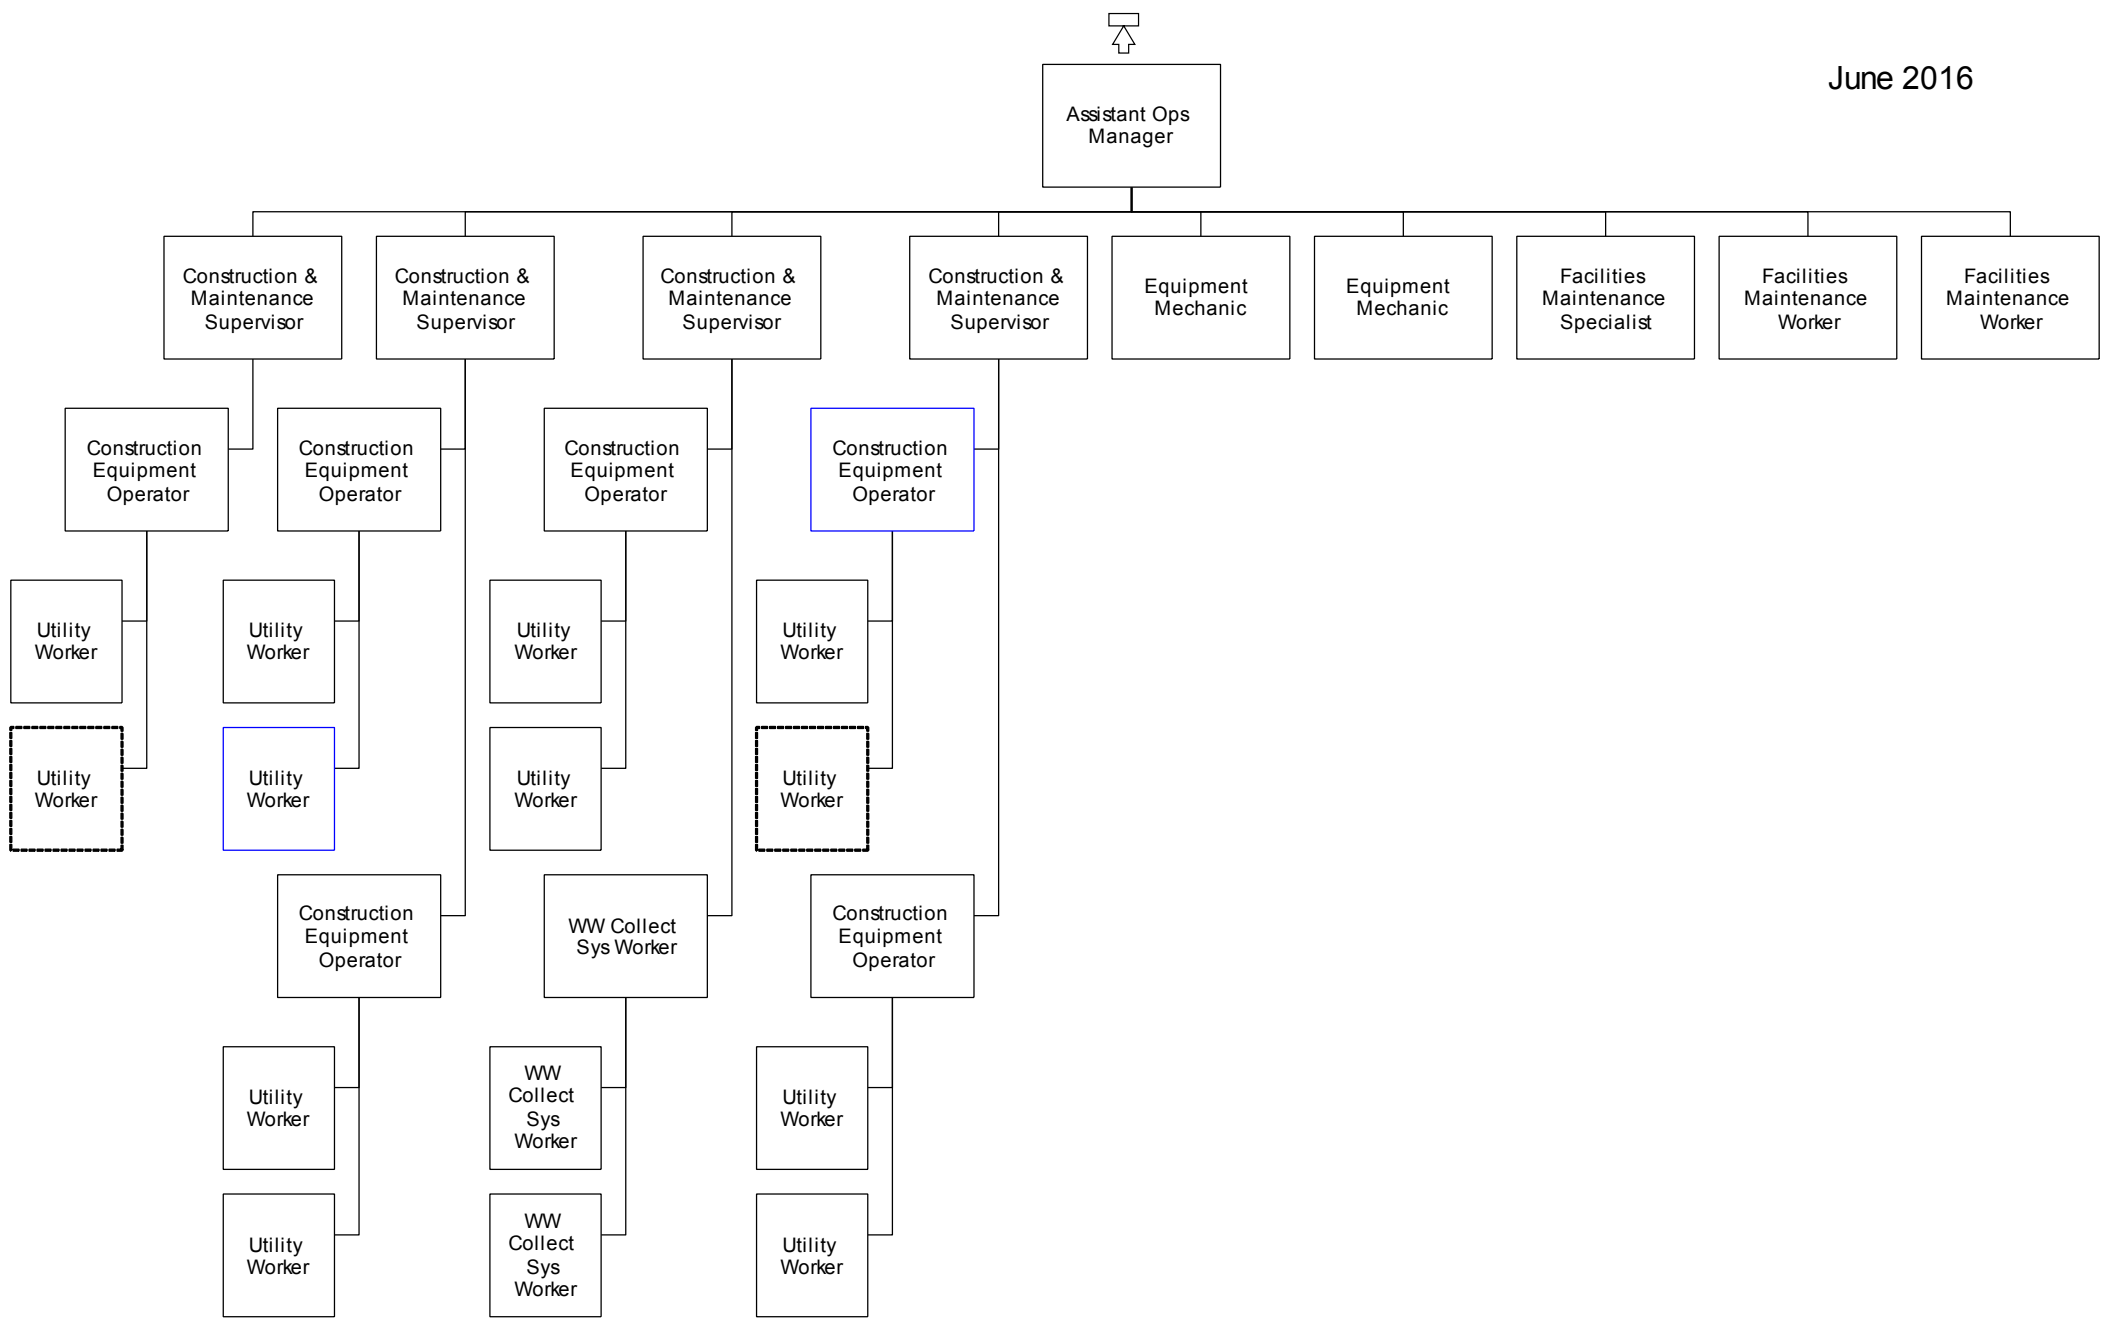 June 2016
Assistant Ops
Manager
Construction &
Maintenance
Supervisor
Construction &
Maintenance
Supervisor
Construction &
Maintenance
Supervisor
Construction &
Maintenance
Supervisor
Equipment
Mechanic
Equipment
Mechanic
Facilities
Maintenance
Specialist
Facilities
Maintenance
Worker
Facilities
Maintenance
Worker
Construction
Equipment
Operator
Construction
Equipment
Operator
Construction
Equipment
Operator
Construction
Equipment
Operator
Utility
Worker
Utility
Worker
Utility
Worker
Utility
Worker
Utility
Worker
Utility
Worker
Utility
Worker
Utility
Worker
Construction
Equipment
Operator
WW Collect
Sys Worker
Construction
Equipment
Operator
Utility
Worker
WW
Collect
Sys
Worker
Utility
Worker
Utility
Worker
WW
Collect
Sys
Worker
Utility
Worker